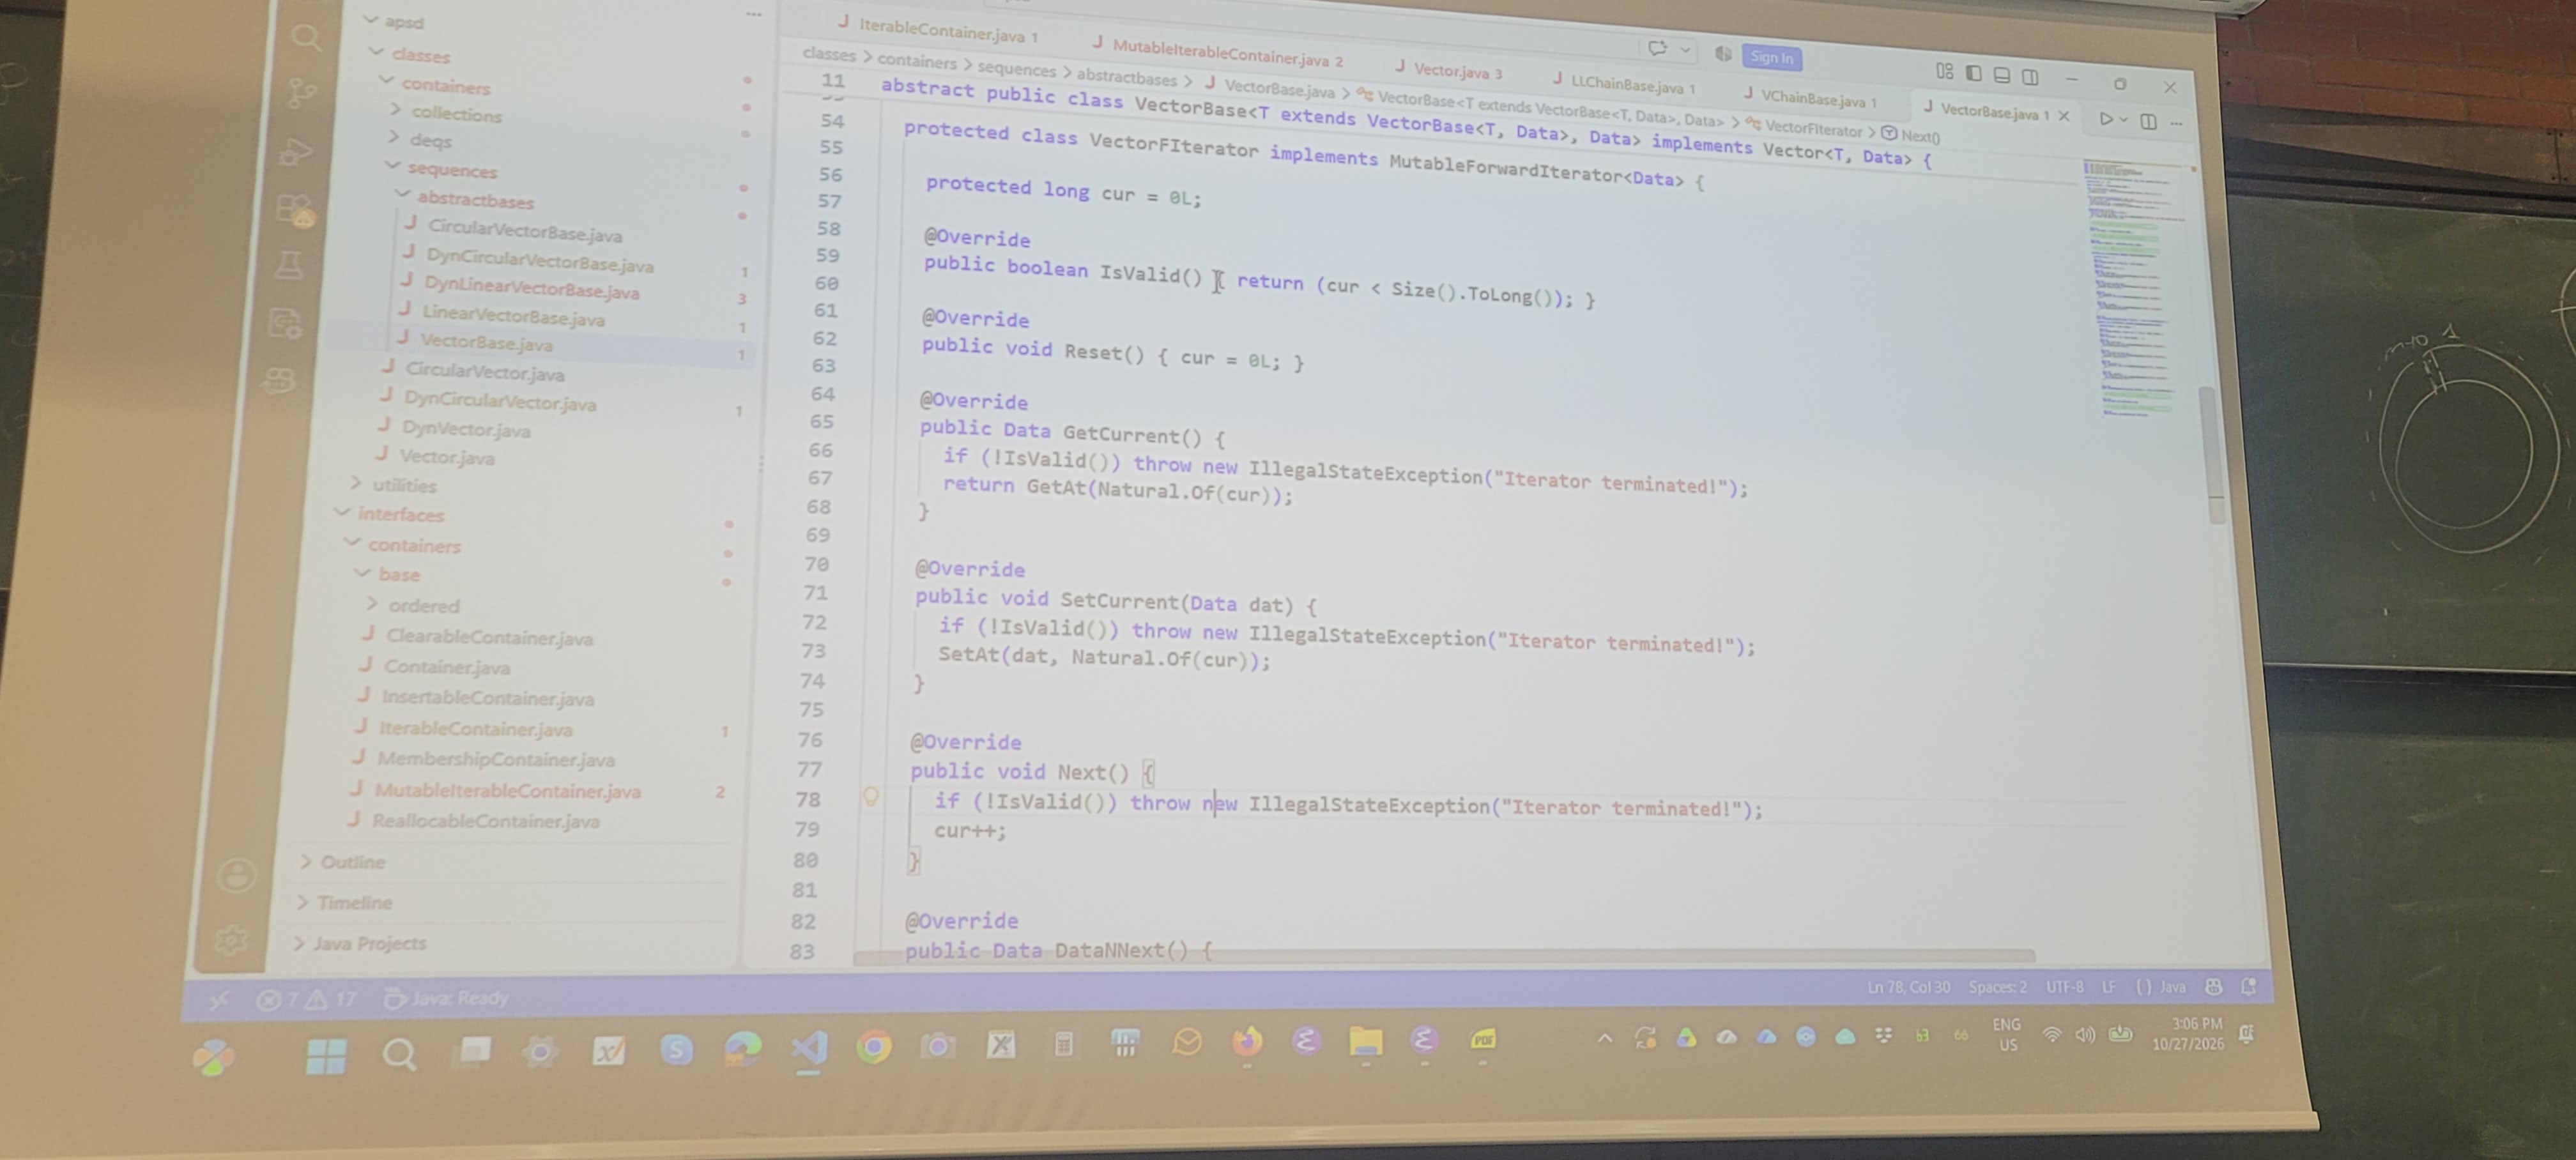 apsd
classes
containers
collections
deqs
sequences
abstractbases
CircularVectorBase.java
DynCircularVectorBase.java 1
DynLinearVectorBase.java 3
LinearVectorBase.java 1
VectorBase.java 1
CircularVector.java
DynCircularVector.java 1
DynVector.java
Vector.java
utilities
interfaces
containers
base
ordered
ClearableContainer.java
Container.java
InsertableContainer.java
IterableContainer.java 1
MembershipContainer.java
MutableIterableContainer.java 2
ReallocableContainer.java
Outline
Timeline
Java Projects
Sign In
IterableContainer.java 1 MutableIterableContainer.java 2 Vector.java 3 LLChainBase.java 1 VChainBase.java 1 VectorBase.java 1
classes > containers > sequences > abstractbases > VectorBase.java > VectorBase<T extends VectorBase<T, Data>, Data> > VectorFIterator > Next()
11 abstract public class VectorBase<T extends VectorBase<T, Data>, Data> implements Vector<T, Data> {
54 protected class VectorFIterator implements MutableForwardIterator<Data> {
55
56 protected long cur = 0L;
57
58 @Override
59 public boolean IsValid() { return (cur < Size().ToLong()); }
60
61 @Override
62 public void Reset() { cur = 0L; }
63
64 @Override
65 public Data GetCurrent() {
66 if (!IsValid()) throw new IllegalStateException("Iterator terminated!");
67 return GetAt(Natural.Of(cur));
68 }
69
70 @Override
71 public void SetCurrent(Data dat) {
72 if (!IsValid()) throw new IllegalStateException("Iterator terminated!");
73 SetAt(dat, Natural.Of(cur));
74 }
75
76 @Override
77 public void Next() {
78 if (!IsValid()) throw new IllegalStateException("Iterator terminated!");
79 cur++;
80 }
81
82 @Override
83 public Data DataNNext() {
7 17 Java: Ready
Ln 78, Col 30 Spaces: 2 UTF-8 LF {} Java
PDF
ENG
US
3:06 PM
10/27/2026